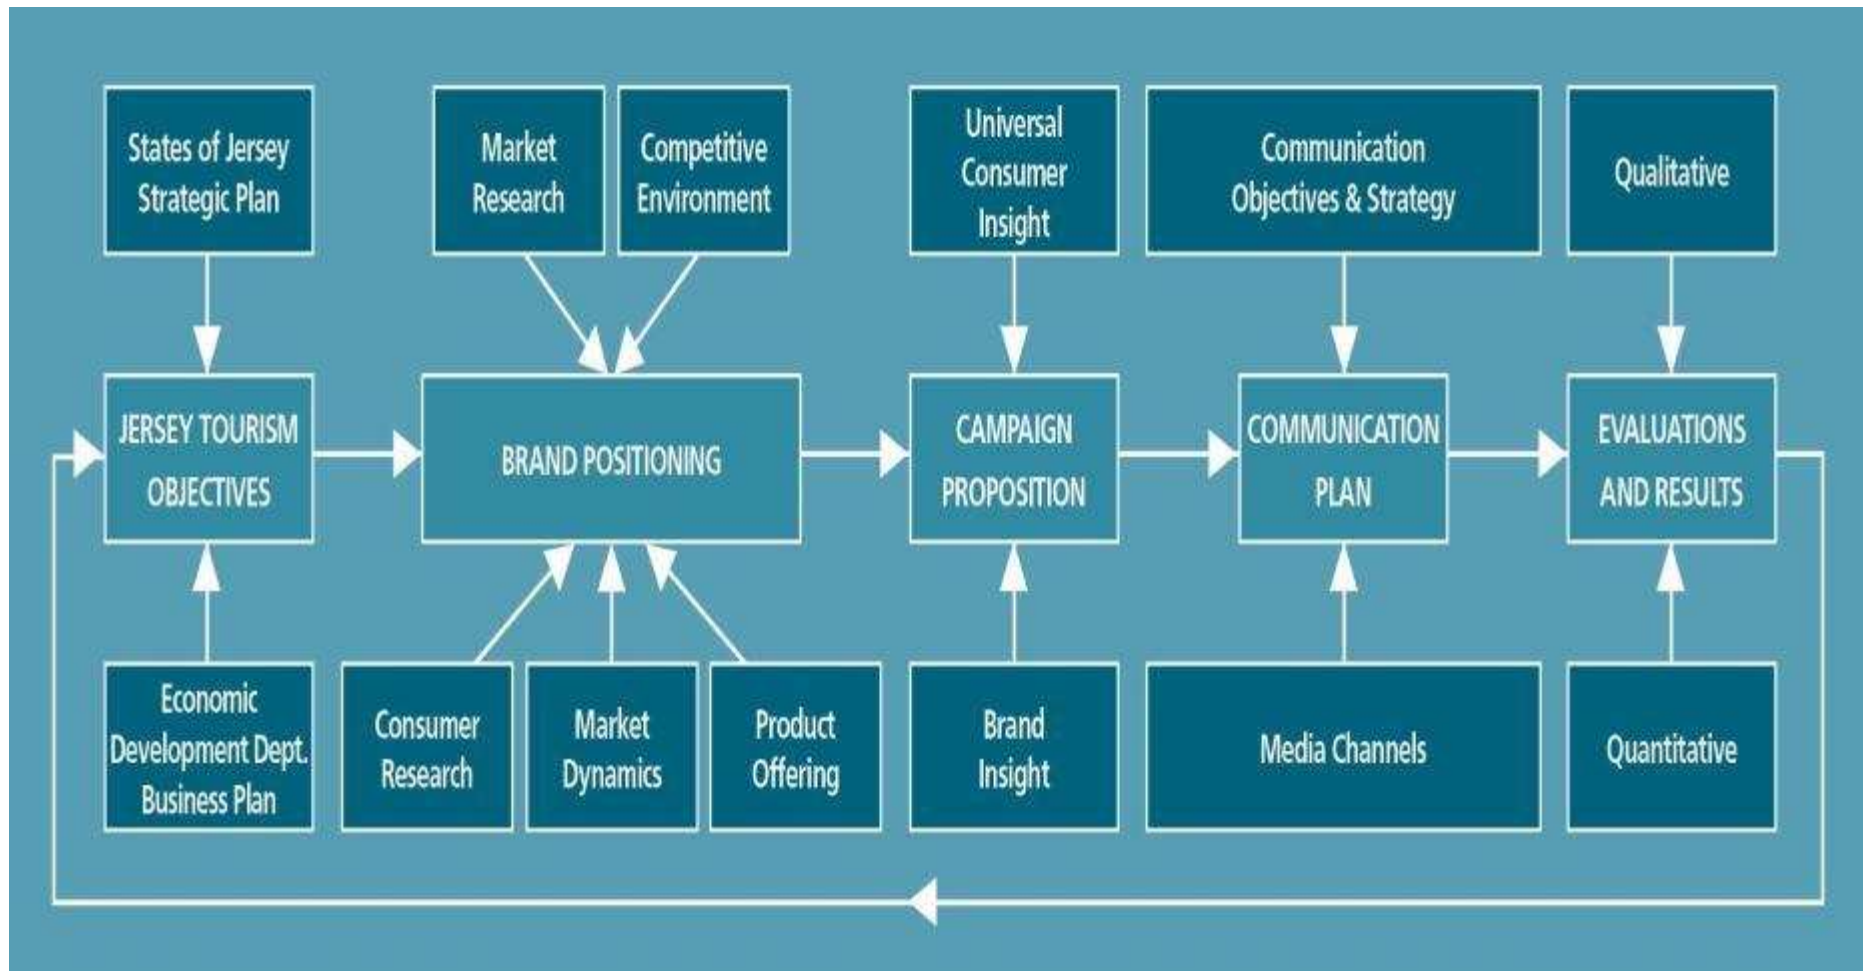 States of Jersey
Strategic Plan
Market
Research
Competitive
Environment
Universal
Consumer
Insight
Communication
Objectives & Strategy
Qualitative
JERSEY TOURISM
OBJECTIVES
BRAND POSITIONING
CAMPAIGN
PROPOSITION
COMMUNICATION
PLAN
EVALUATIONS
AND RESULTS
Economic
Development Dept.
Business Plan
Consumer
Research
Market
Dynamics
Product
Offering
Brand
Insight
Media Channels
Quantitative